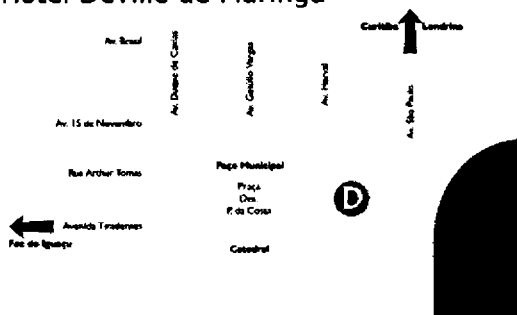 Hotel Deville de Maringá
Curitiba Londrina
Av. Brasil
Av. Duque de Caxias
Av. Getúlio Vargas
Av. Herval
Av. São Paulo
Av. 15 de Novembro
Rua Arthur Tomas
Paço Municipal
Praça
Des.
P. da Costa
D
Avenida Tiradentes
Foz do Iguaçu
Catedral